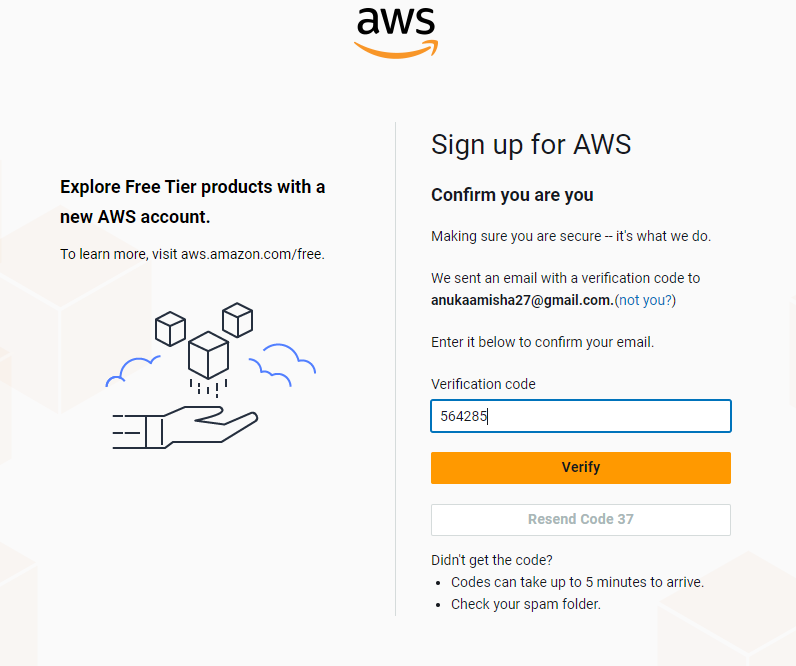 aws
Explore Free Tier products with a
new AWS account.
To learn more, visit aws.amazon.com/free.
Sign up for AWS
Confirm you are you
Making sure you are secure -- it's what we do.
We sent an email with a verification code to
anukaamisha27@gmail.com.(not you?)
Enter it below to confirm your email.
Verification code
564285
Verify
Resend Code 37
Didn't get the code?
• Codes can take up to 5 minutes to arrive.
• Check your spam folder.